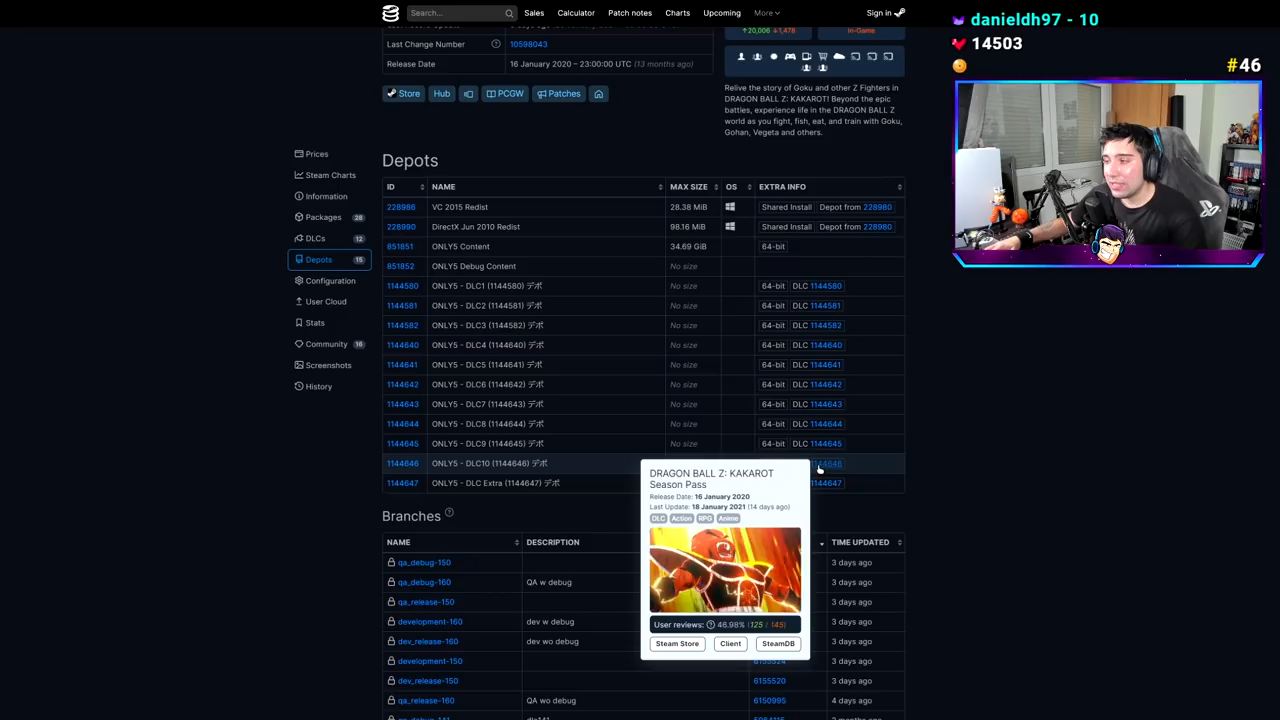 Search... Sales Calculator Patch notes Charts Upcoming More Sign in
danieldh97 - 10
14503
#46
↑20,006 ↓1,478 In-Game
Last Change Number 10598043
Release Date 16 January 2020 – 23:00:00 UTC (13 months ago)
Store Hub PCGW Patches
Relive the story of Goku and other Z Fighters in
DRAGON BALL Z: KAKAROT! Beyond the epic
battles, experience life in the DRAGON BALL Z
world as you fight, fish, eat, and train with Goku,
Gohan, Vegeta and others.
Prices
Steam Charts
Information
Packages 28
DLCs 12
Depots 15
Configuration
User Cloud
Stats
Community 16
Screenshots
History
Depots
ID NAME MAX SIZE OS EXTRA INFO
228986 VC 2015 Redist 28.38 MiB Shared Install Depot from 228980
228990 DirectX Jun 2010 Redist 98.16 MiB Shared Install Depot from 228980
851851 ONLY5 Content 34.69 GiB 64-bit
851852 ONLY5 Debug Content No size
1144580 ONLY5 - DLC1 (1144580) デポ No size 64-bit DLC 1144580
1144581 ONLY5 - DLC2 (1144581) デポ No size 64-bit DLC 1144581
1144582 ONLY5 - DLC3 (1144582) デポ No size 64-bit DLC 1144582
1144640 ONLY5 - DLC4 (1144640) デポ No size 64-bit DLC 1144640
1144641 ONLY5 - DLC5 (1144641) デポ No size 64-bit DLC 1144641
1144642 ONLY5 - DLC6 (1144642) デポ No size 64-bit DLC 1144642
1144643 ONLY5 - DLC7 (1144643) デポ No size 64-bit DLC 1144643
1144644 ONLY5 - DLC8 (1144644) デポ No size 64-bit DLC 1144644
1144645 ONLY5 - DLC9 (1144645) デポ No size 64-bit DLC 1144645
1144646 ONLY5 - DLC10 (1144646) デポ 1144646
1144647 ONLY5 - DLC Extra (1144647) デポ 1144647
DRAGON BALL Z: KAKAROT
Season Pass
Release Date: 16 January 2020
Last Update: 18 January 2021 (14 days ago)
DLC Action RPG Anime
User reviews: 46.98% (125 / 145)
Steam Store Client SteamDB
Branches
NAME DESCRIPTION TIME UPDATED
qa_debug-150 3 days ago
qa_debug-160 QA w debug 3 days ago
qa_release-150 3 days ago
development-160 dev w debug 3 days ago
dev_release-160 dev wo debug 3 days ago
development-150 6155524 3 days ago
dev_release-150 6155520 3 days ago
qa_release-160 QA wo debug 6150995 4 days ago